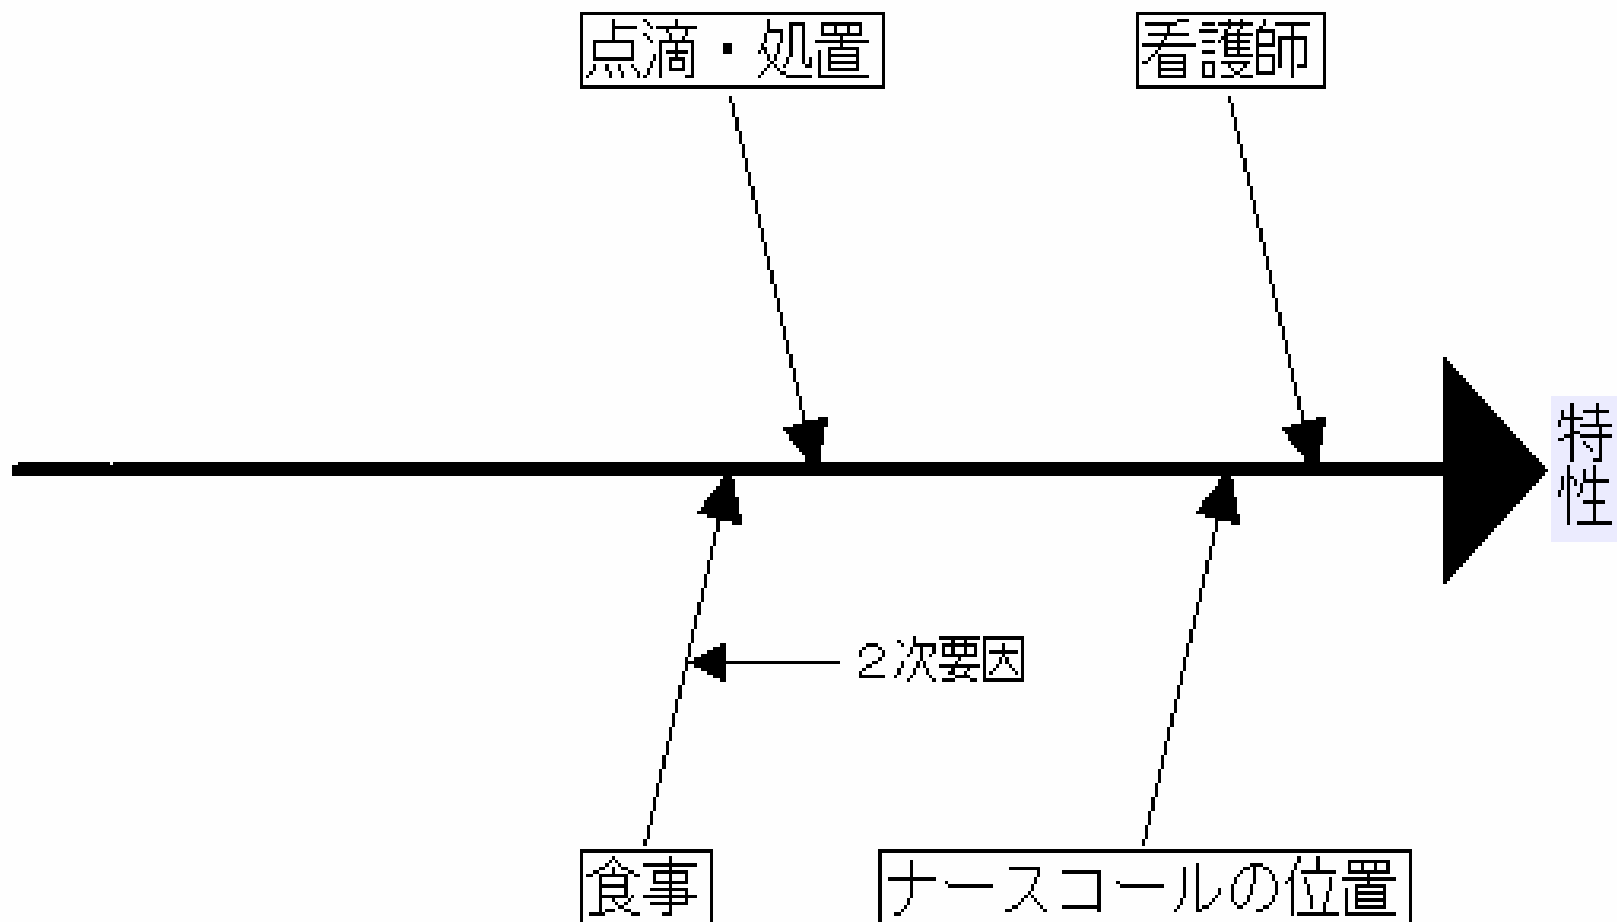 点滴・処置
看護師
特性
２次要因
食事
ナースコールの位置